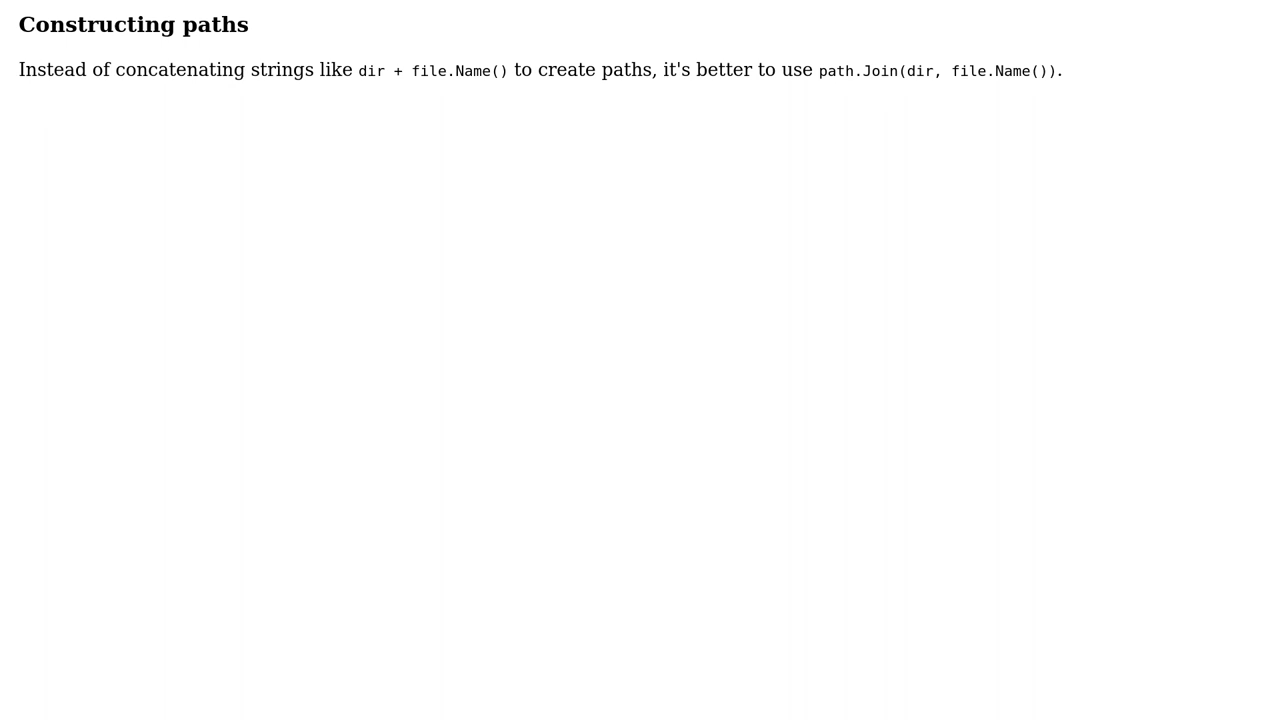 Constructing paths
Instead of concatenating strings like dir + file.Name() to create paths, it's better to use path.Join(dir, file.Name()).